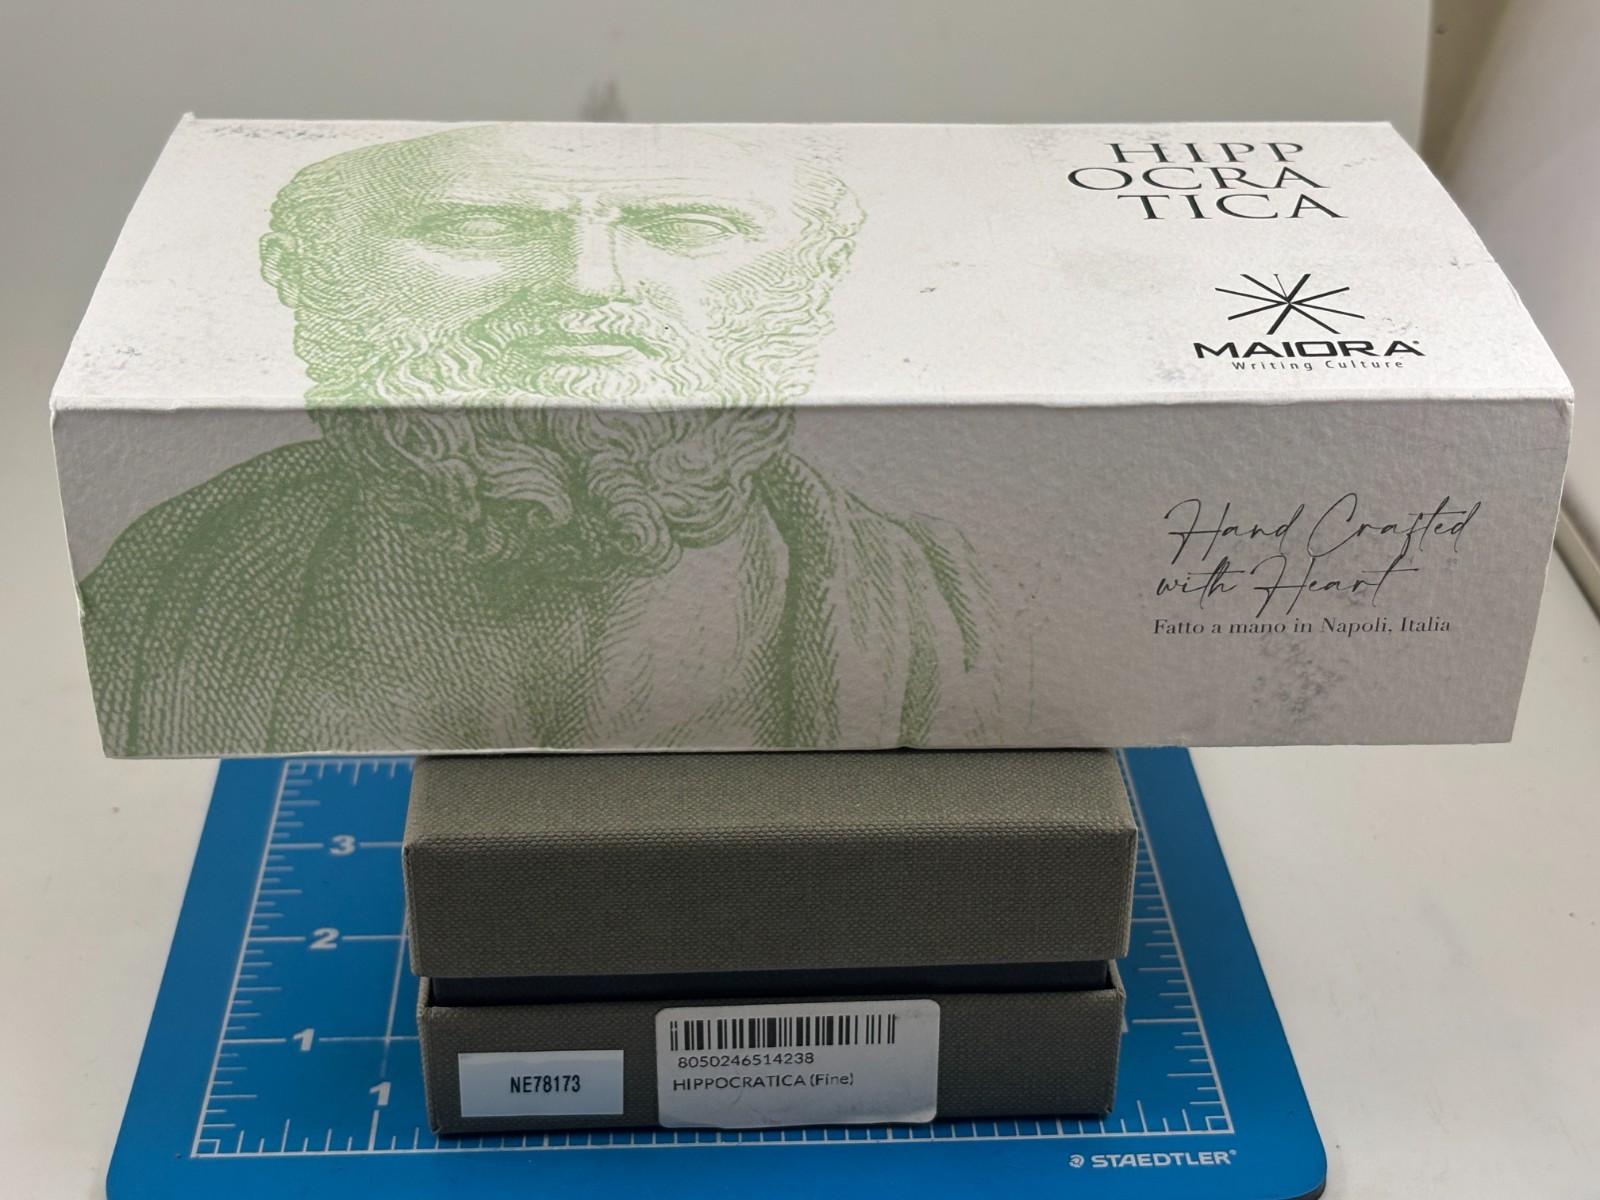 HIPP
OCRA
TICA
MAIORA
Writing Culture
Hand Crafted
with Heart
Fatto a mano in Napoli, Italia
3
2
1
1
NE78173
8050246514238
HIPPOCRATICA (Fine)
STAEDTLER®